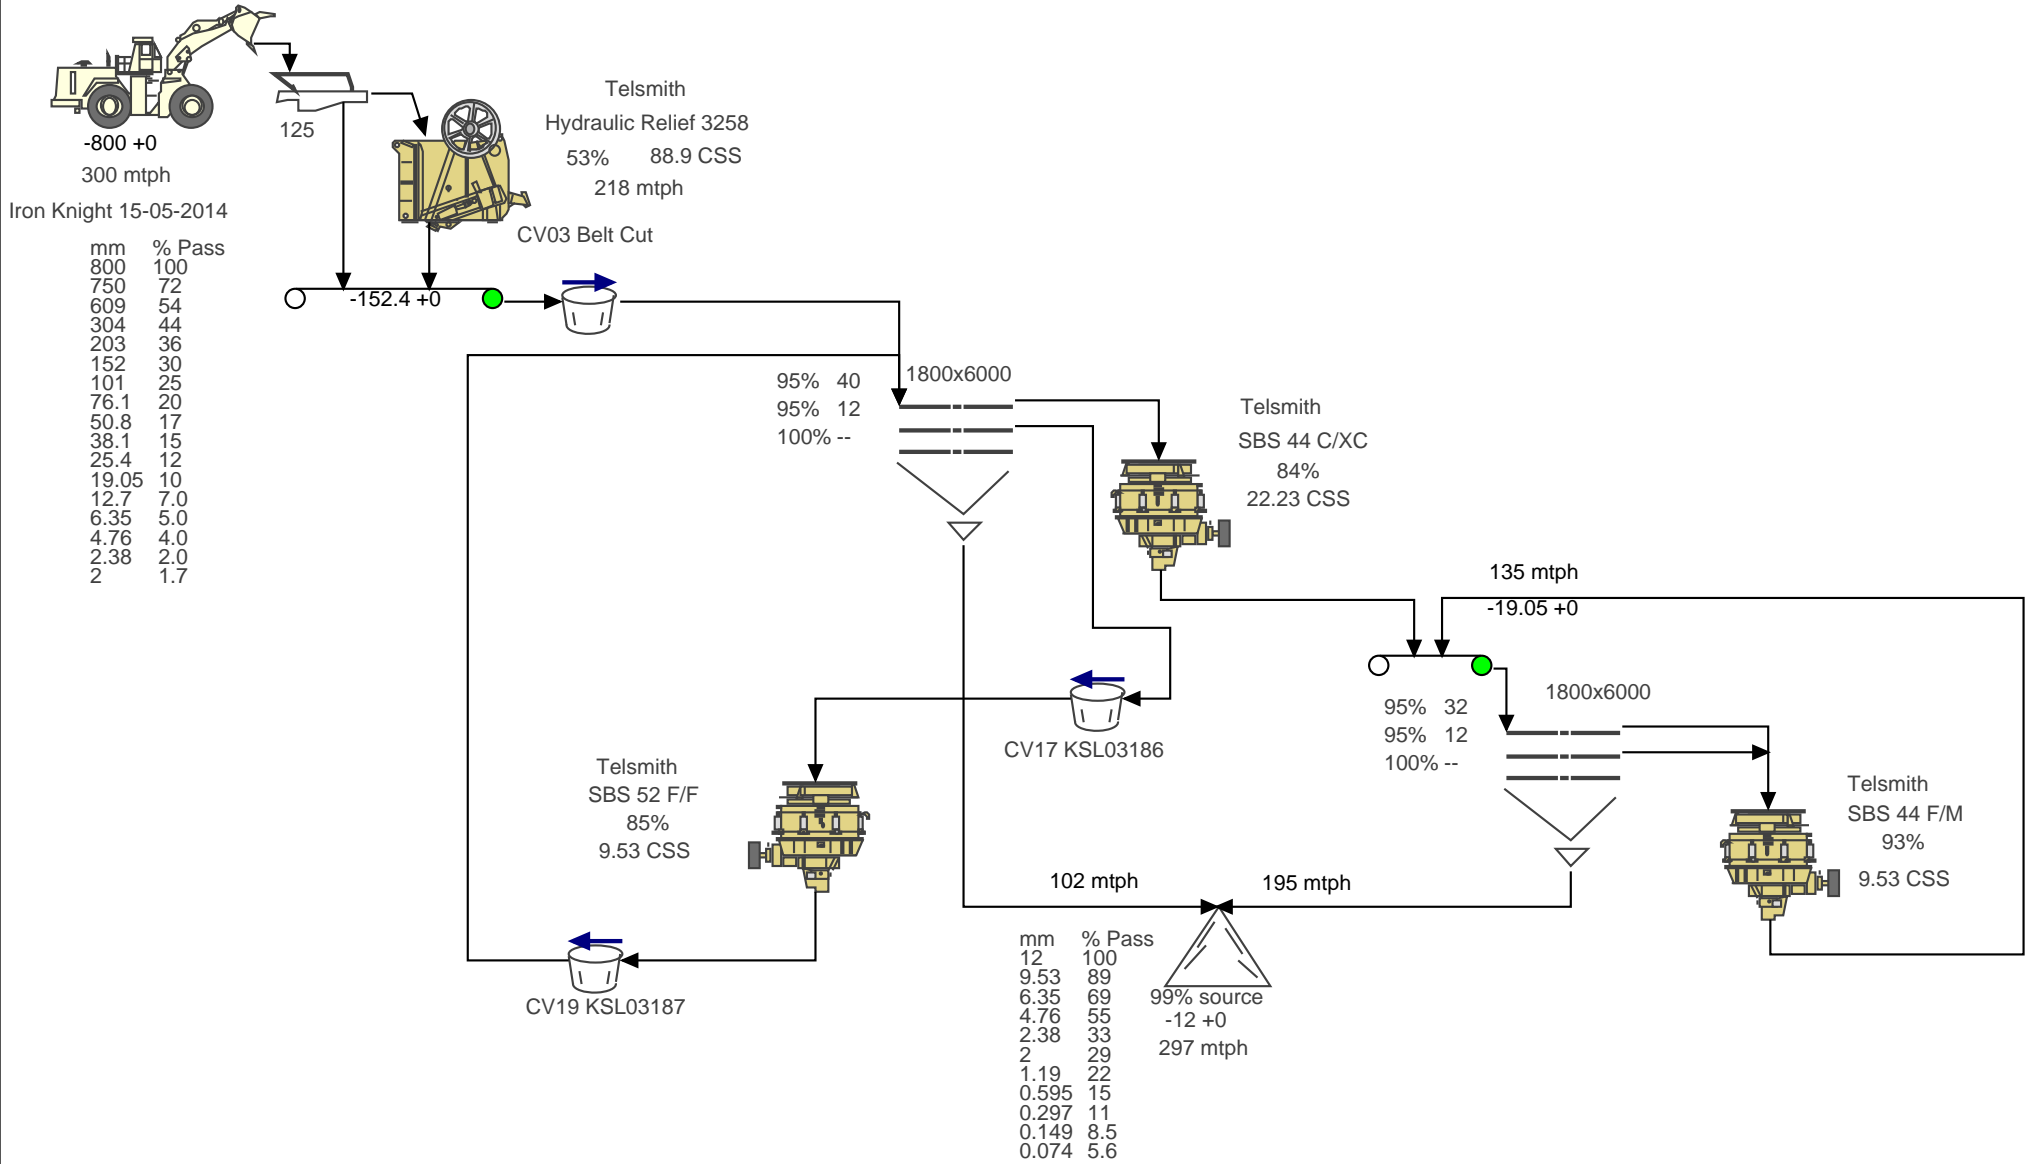 -800 +0
300 mtph
Iron Knight 15-05-2014
mm % Pass
800 100
750 72
609 54
304 44
203 36
152 30
101 25
76.1 20
50.8 17
38.1 15
25.4 12
19.05 10
12.7 7.0
6.35 5.0
4.76 4.0
2.38 2.0
2 1.7
125
Telsmith
Hydraulic Relief 3258
53% 88.9 CSS
218 mtph
CV03 Belt Cut
-152.4 +0
1800x6000
95% 40
95% 12
100% --
Telsmith
SBS 44 C/XC
84%
22.23 CSS
135 mtph
-19.05 +0
1800x6000
95% 32
95% 12
100% --
CV17 KSL03186
Telsmith
SBS 52 F/F
85%
9.53 CSS
Telsmith
SBS 44 F/M
93%
9.53 CSS
102 mtph
195 mtph
CV19 KSL03187
mm % Pass
12 100
9.53 89
6.35 69
4.76 55
2.38 33
2 29
1.19 22
0.595 15
0.297 11
0.149 8.5
0.074 5.6
99% source
-12 +0
297 mtph